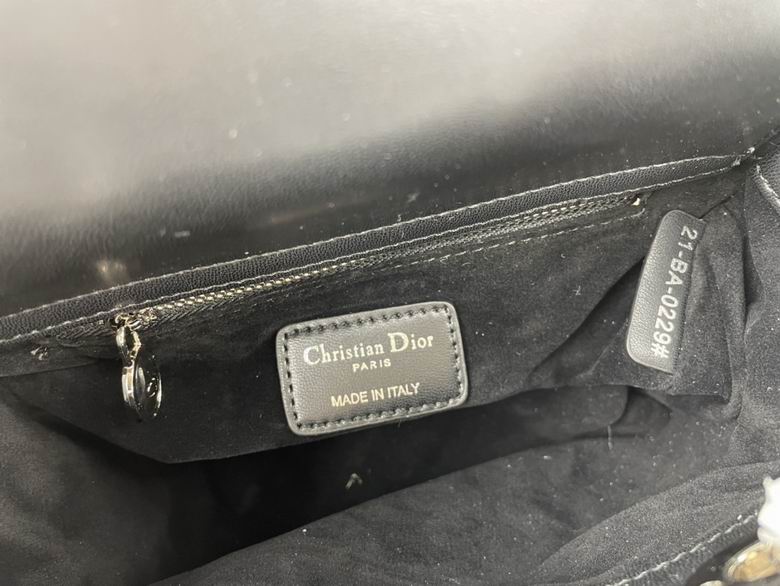 Christian Dior
PARIS
MADE IN ITALY
21-BA-0229#